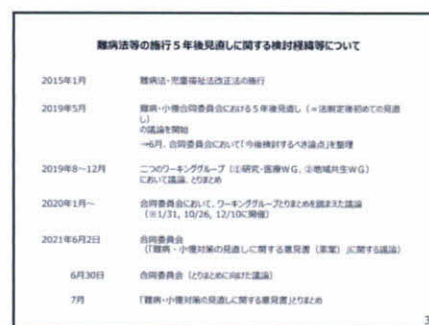 難病法等の施行5年後見直しに関する検討経緯等について
2015年1月 難病法・児童福祉法改正法の施行
2019年5月 難病・小慢合同委員会における5年後見直し（＝法制定後初めての見直
し）
の議論を開始
→6月、合同委員会において「今後検討するべき論点」を整理
2019年8～12月 二つのワーキンググループ（①研究・医療WG、②地域共生WG）
において議論、とりまとめ
2020年1月～ 合同委員会において、ワーキンググループとりまとめを踏まえた議論
（※1/31, 10/26, 12/10に開催）
2021年6月2日 合同委員会
（「難病・小慢対策の見直しに関する意見書（素案）」に関する議論）
6月30日 合同委員会（とりまとめに向けた議論）
7月 「難病・小慢対策の見直しに関する意見書」とりまとめ
3